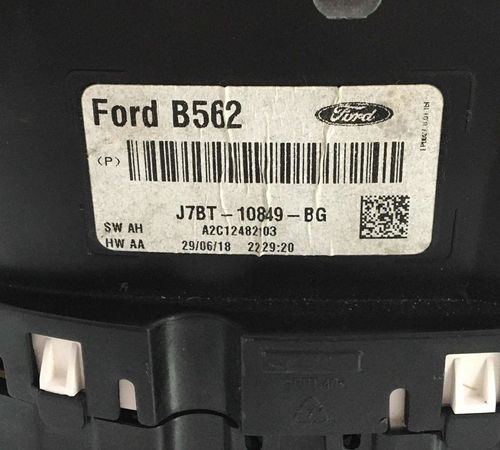 Ford B562
Ford
(P)
J7BT-10849-BG
SW AH
A2C12482103
HW AA
29/06/18 22:29:20